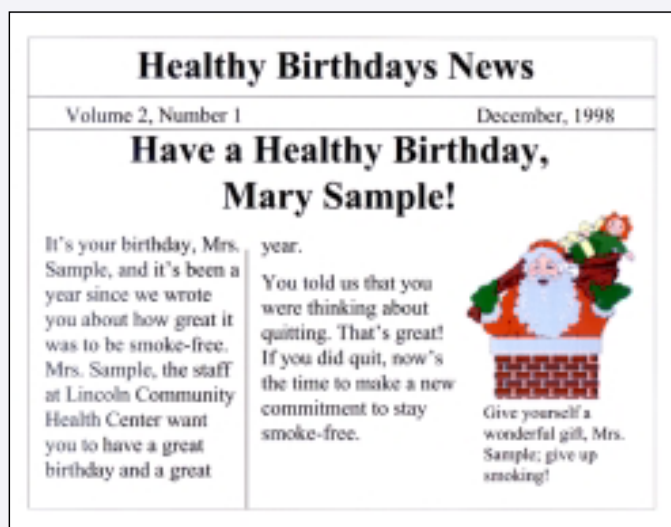 Healthy Birthdays News
Volume 2, Number 1 December, 1998
Have a Healthy Birthday,
Mary Sample!
It's your birthday, Mrs.
Sample, and it's been a
year since we wrote
you about how great it
was to be smoke-free.
Mrs. Sample, the staff
at Lincoln Community
Health Center want
you to have a great
birthday and a great
year.
You told us that you
were thinking about
quitting. That's great!
If you did quit, now's
the time to make a new
commitment to stay
smoke-free.
Give yourself a
wonderful gift, Mrs.
Sample; give up
smoking!